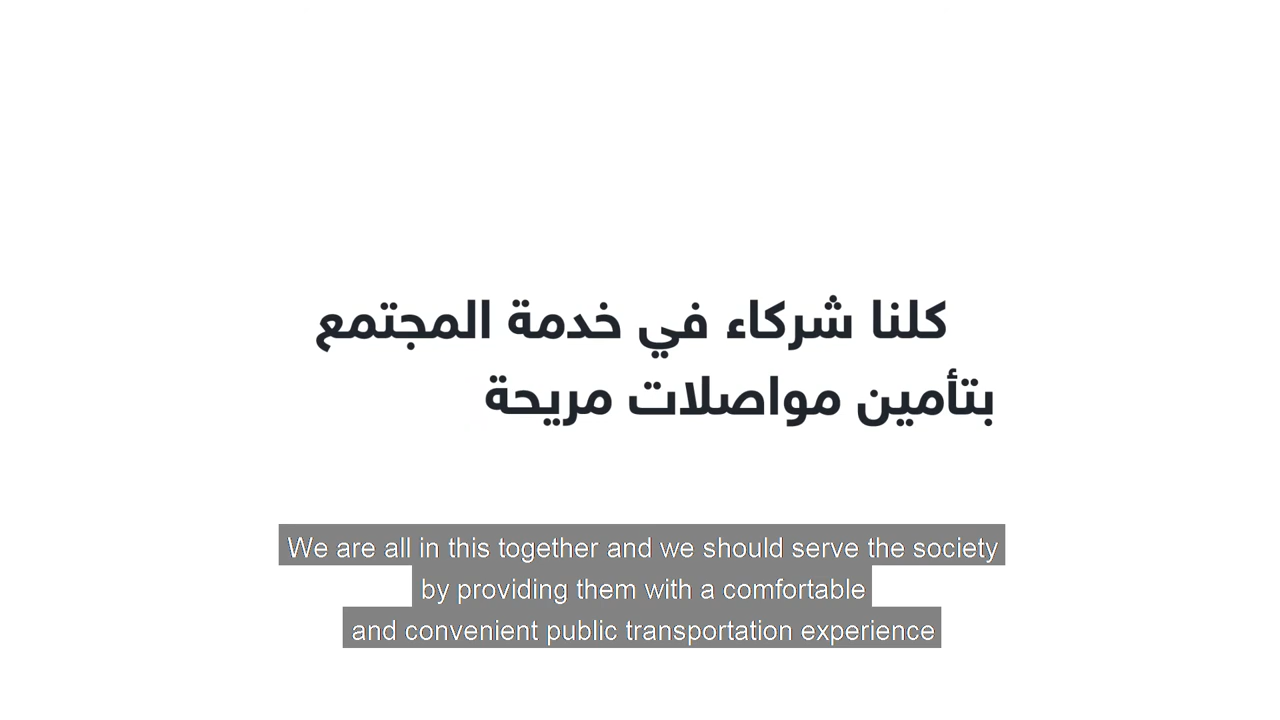 كلنا شركاء في خدمة المجتمع
بتأمين مواصلات مريحة
We are all in this together and we should serve the society
by providing them with a comfortable
and convenient public transportation experience